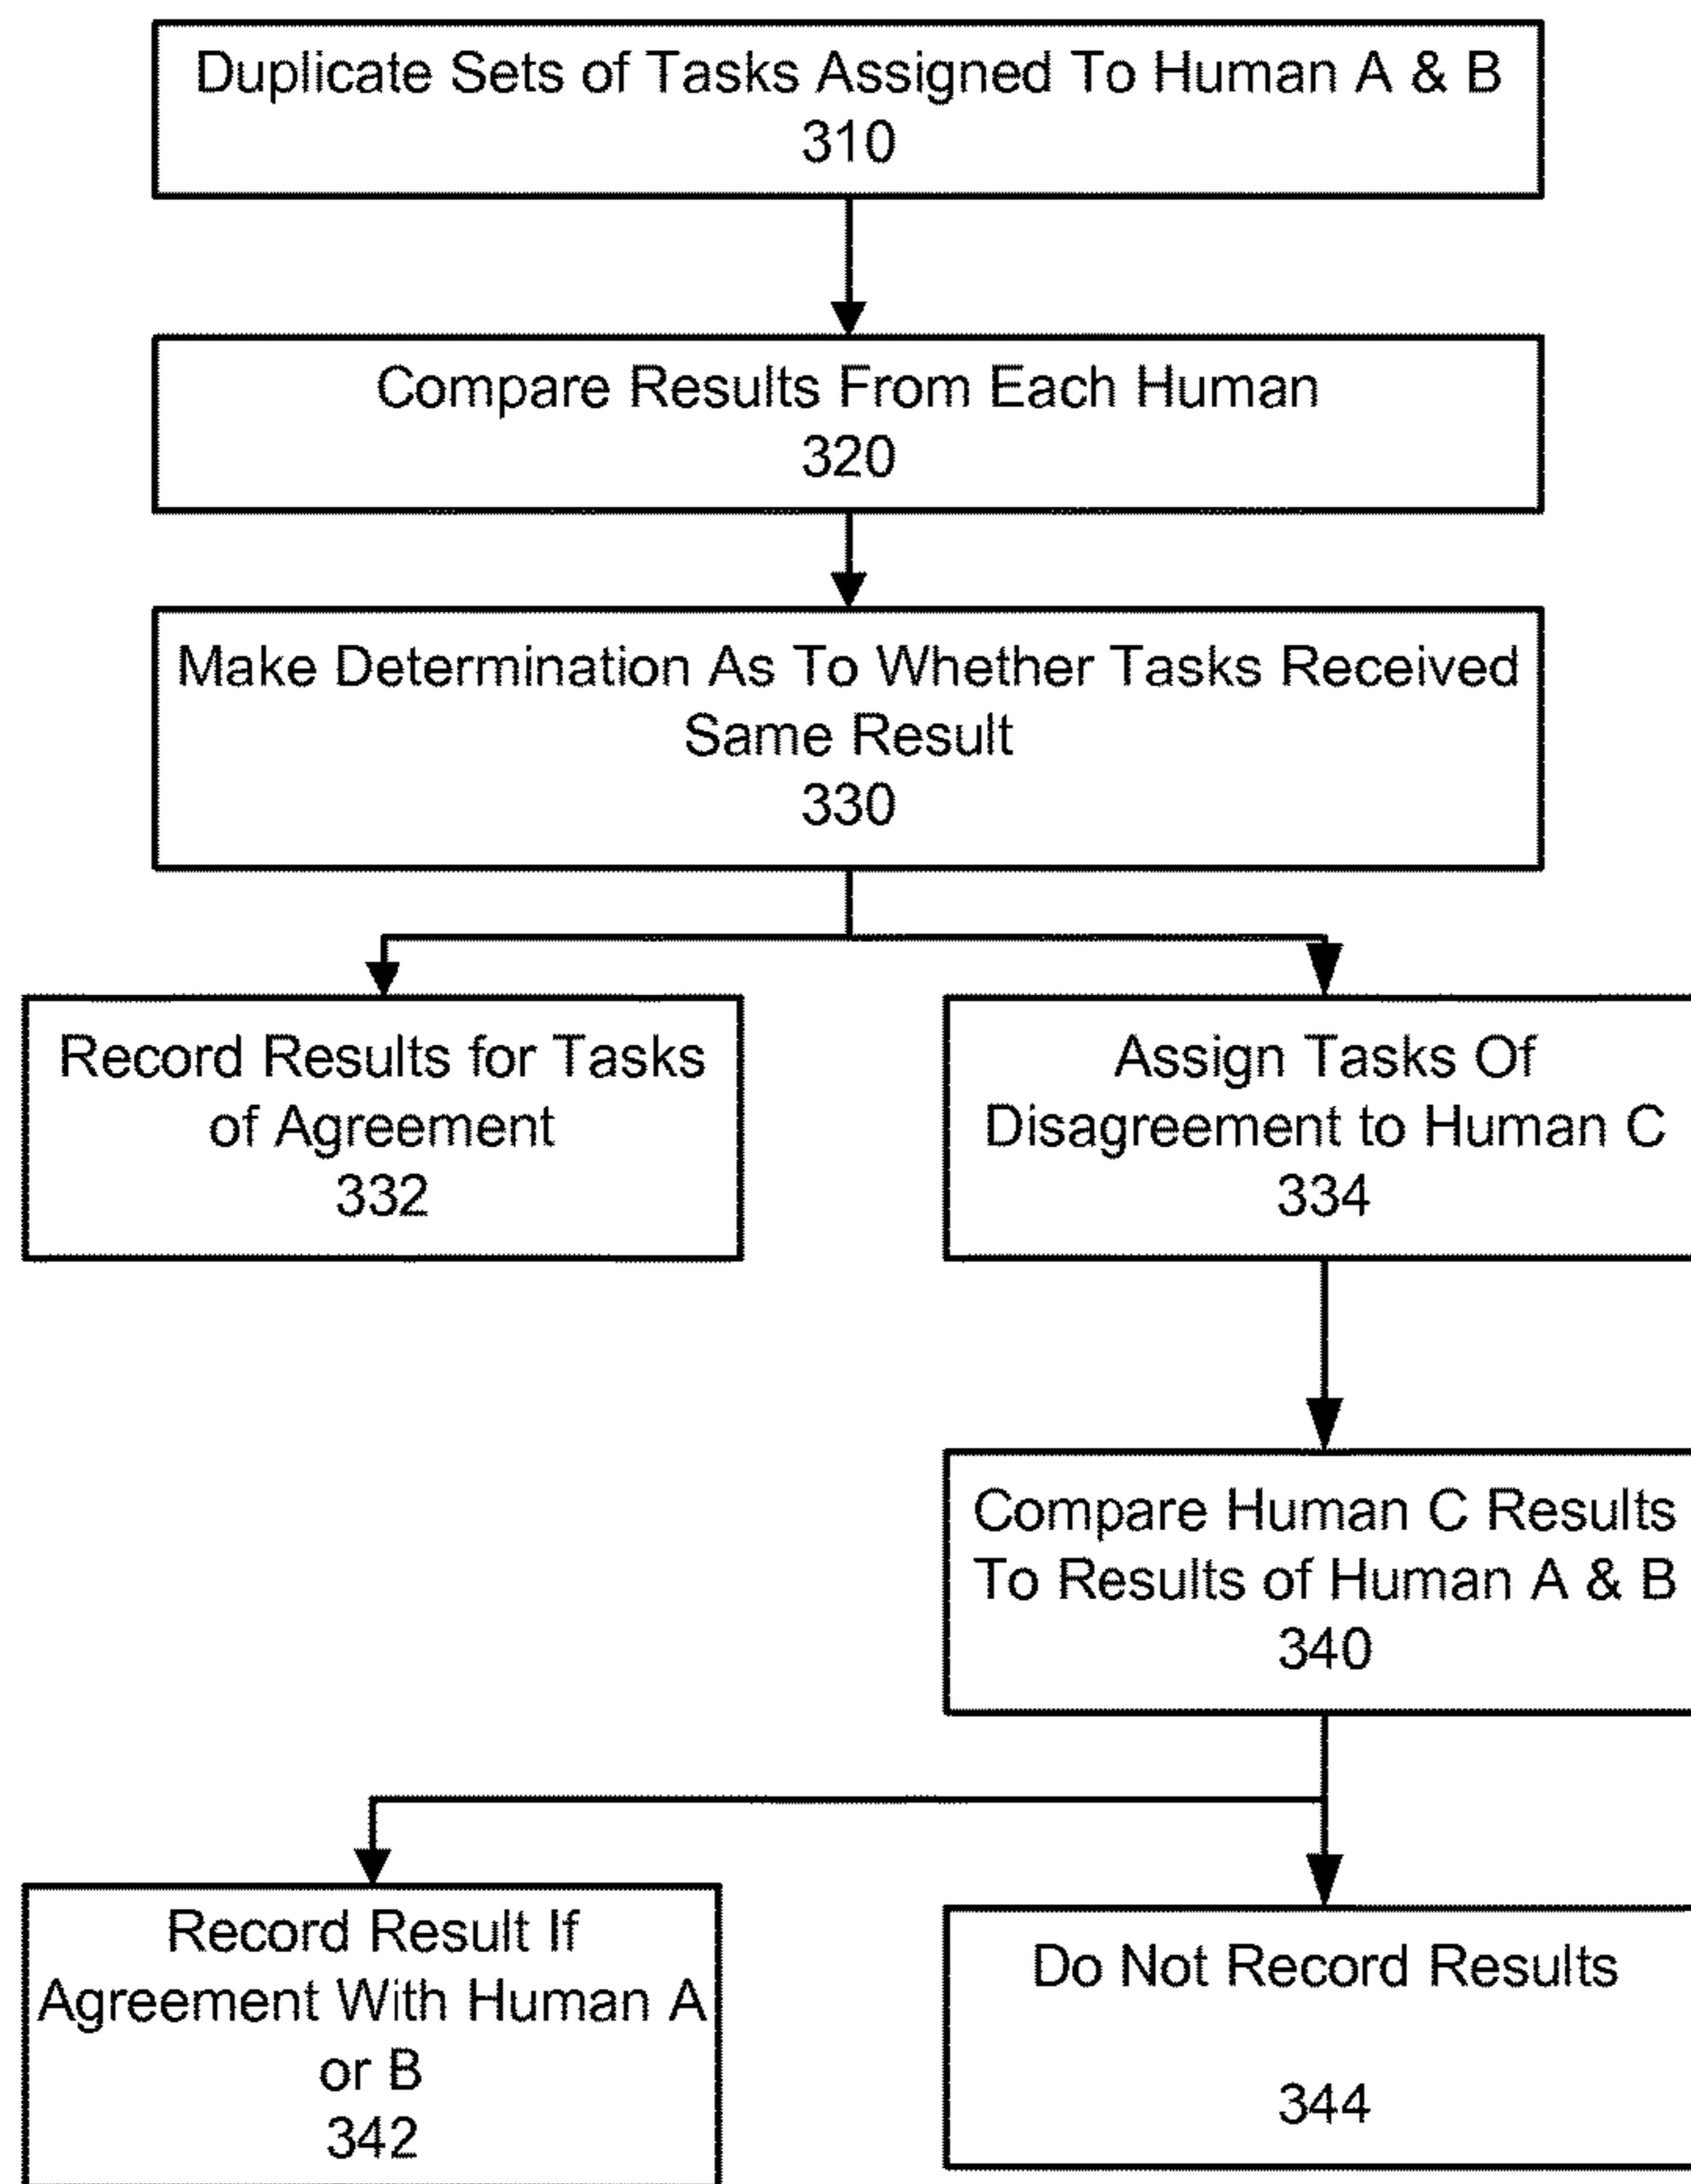 Duplicate Sets of Tasks Assigned To Human A & B
310
Compare Results From Each Human
320
Make Determination As To Whether Tasks Received
Same Result
330
Record Results for Tasks
of Agreement
332
Assign Tasks Of
Disagreement to Human C
334
Compare Human C Results
To Results of Human A & B
340
Record Result If
Agreement With Human A
or B
342
Do Not Record Results
344